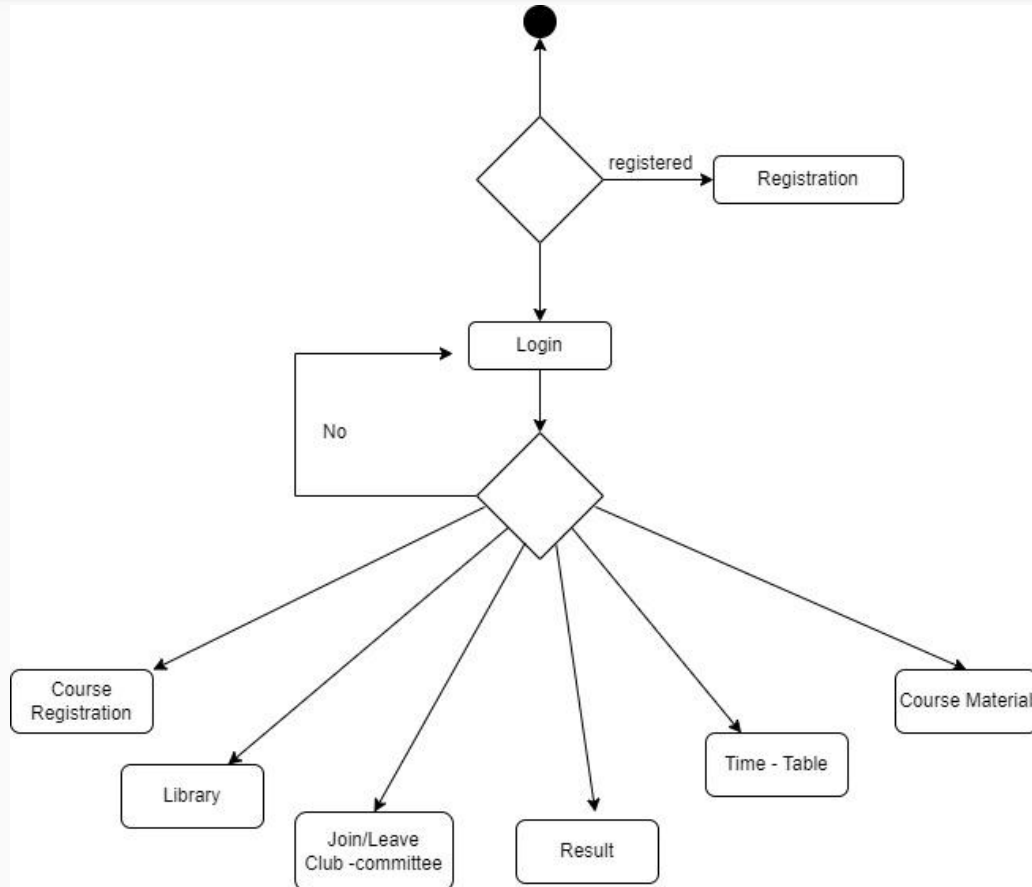 registered
Registration
Login
No
Course
Registration
Course Material
Time - Table
Library
Join/Leave
Club -committee
Result